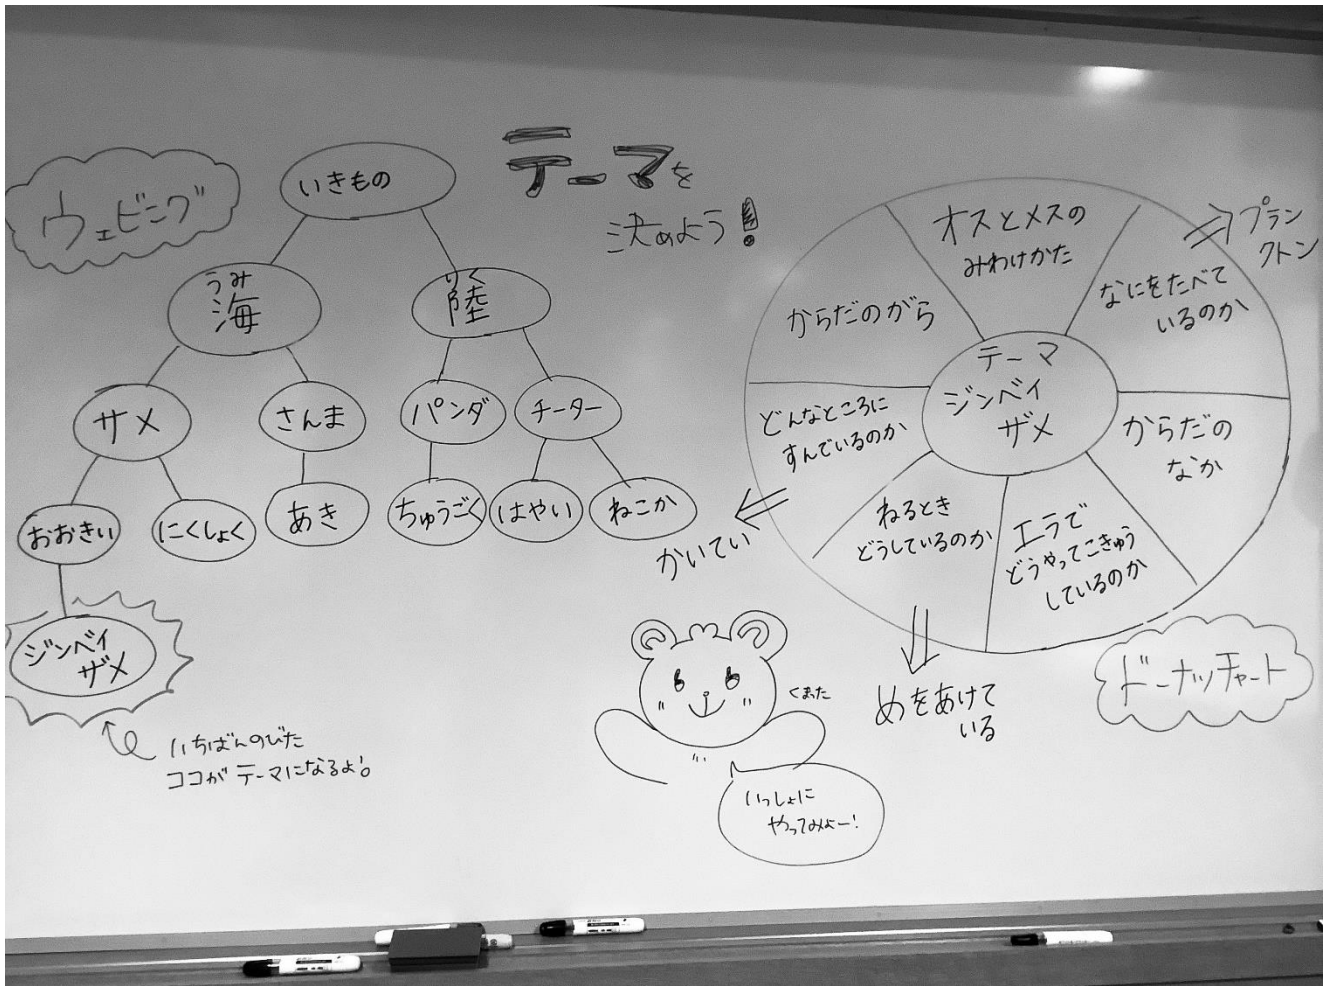 テーマを
決めよう!
ウェビング
いきもの
うみ
海
りく
陸
サメ
さんま
パンダ
チーター
おおきい
にくしょく
あき
ちゅうごく
はやい
ねこか
ジンベイ
ザメ
いちばんのびた
ココがテーマになるよ!
テーマ
ジンベイ
ザメ
オスとメスの
みわけかた
なにをたべて
いるのか
プラン
クトン
からだの
なか
エラで
どうやってこきゅう
しているのか
ねるとき
どうしているのか
めをあけて
いる
どんなところに
すんでいるのか
かいてい
からだのがら
ドーナッツチャート
くまった
いっしょに
やってみよー!